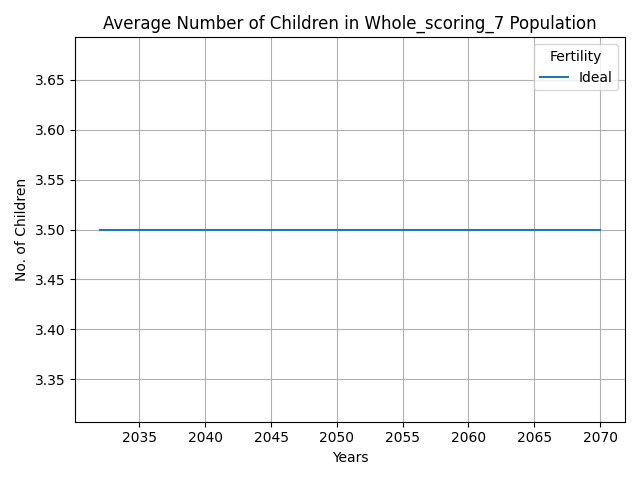 Average Number of Children in Whole_scoring_7 Population
Fertility
Ideal
No. of Children
3.65
3.60
3.55
3.50
3.45
3.40
3.35
2035 2040 2045 2050 2055 2060 2065 2070
Years